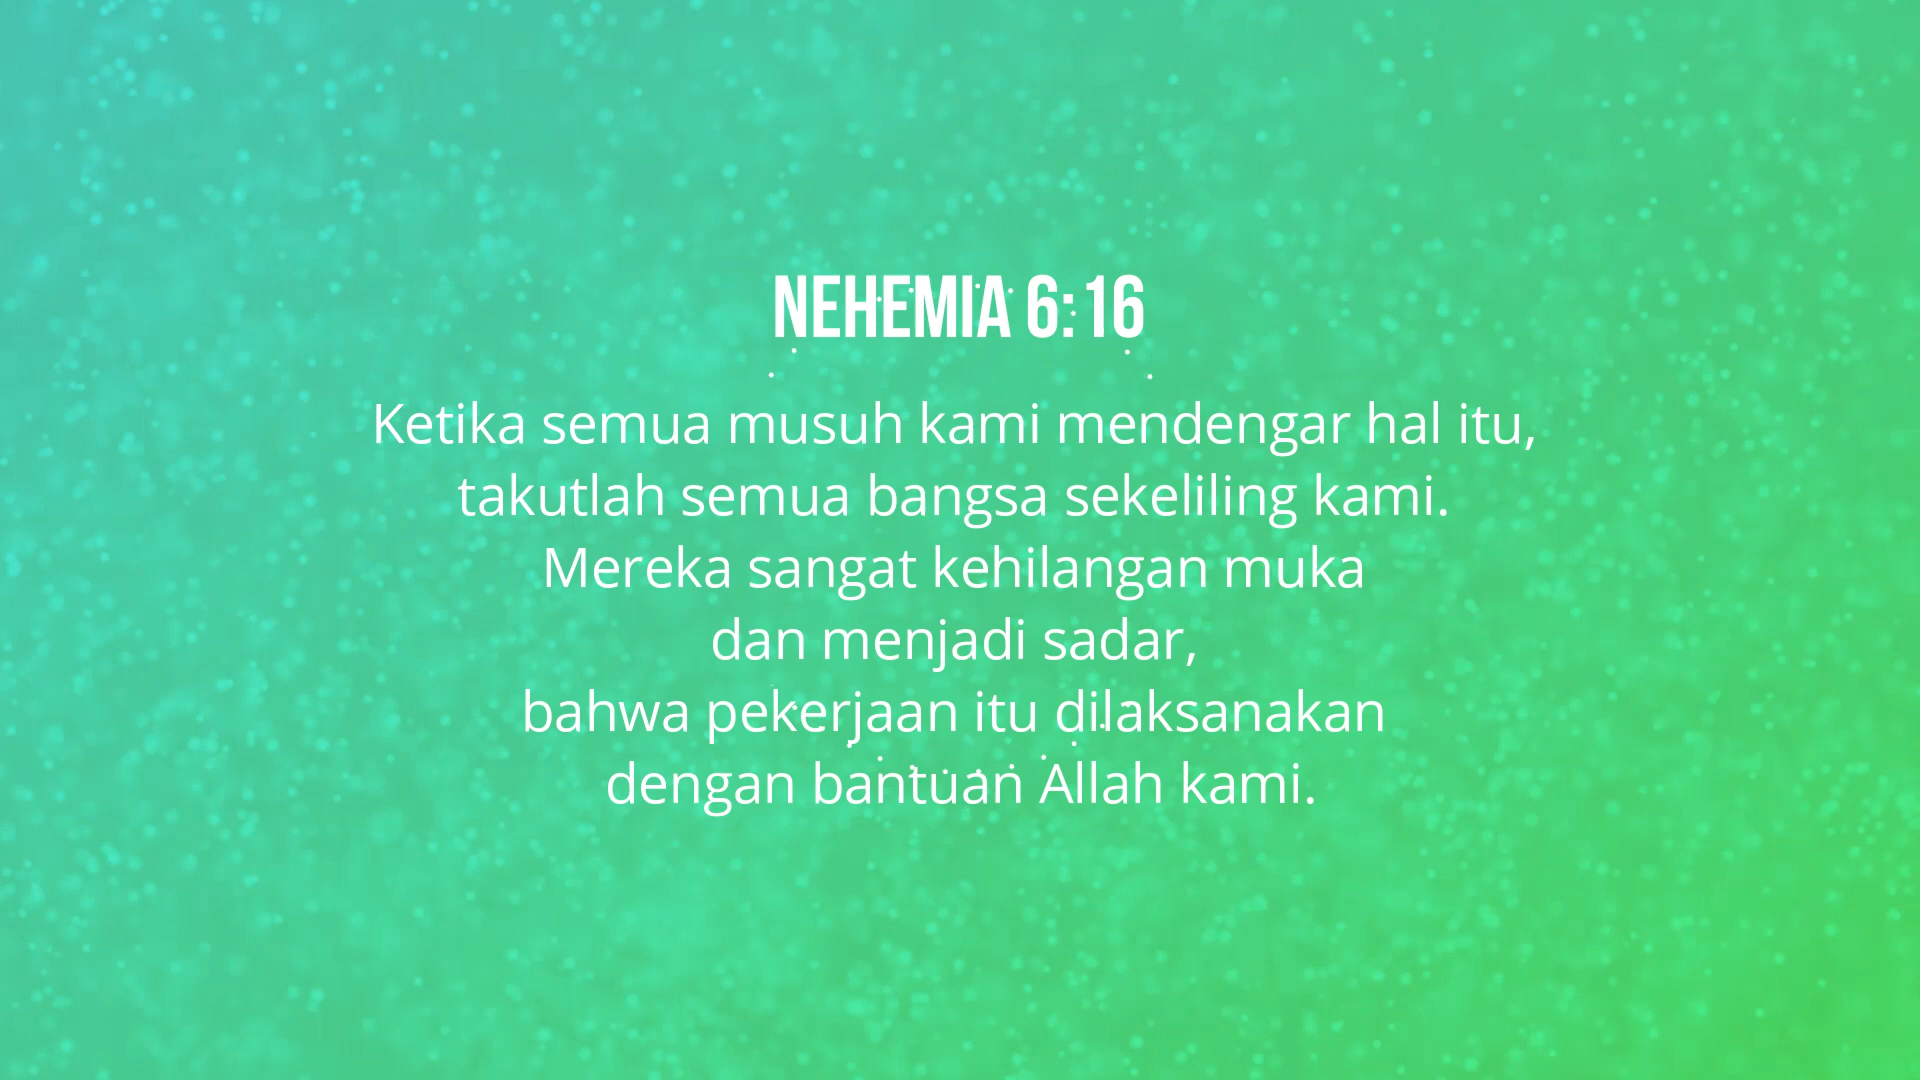 NEHEMIA 6:16
Ketika semua musuh kami mendengar hal itu,
takutlah semua bangsa sekeliling kami.
Mereka sangat kehilangan muka
dan menjadi sadar,
bahwa pekerjaan itu dilaksanakan
dengan bantuan Allah kami.